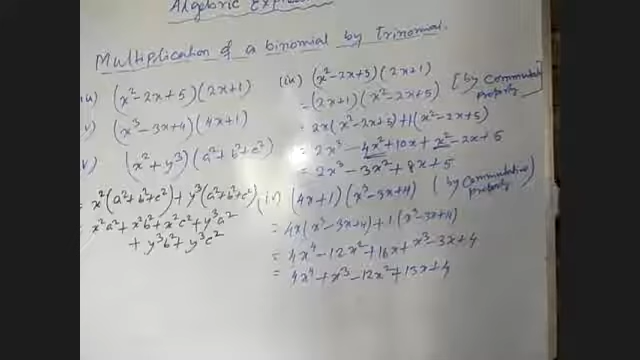 Algebric
Multiplication of a binomial by Trinomial.
(x²-2x+5)(2x+1)
(x³-3x+4)(4x+1)
(x²+y³)(a²+b²+c²)
= x²(a²+b²+c²)+y³(a²+b²+c²)
= x²a²+x²b²+x²c²+y³a²
+ y³b²+y³c²
(iii) (x²-2x+5)(2x+1)
= (2x+1)(x²-2x+5) [by Commutative property]
= 2x(x²-2x+5)+1(x²-2x+5)
= 2x³-4x²+10x+x²-2x+5
= 2x³-3x²+8x+5
(iv) (4x+1)(x³-3x+4) (by Commutative property)
= 4x(x³-3x+4)+1(x³-3x+4)
= 4x⁴-12x²+16x+x³-3x+4
= 4x⁴+x³-12x²+13x+4